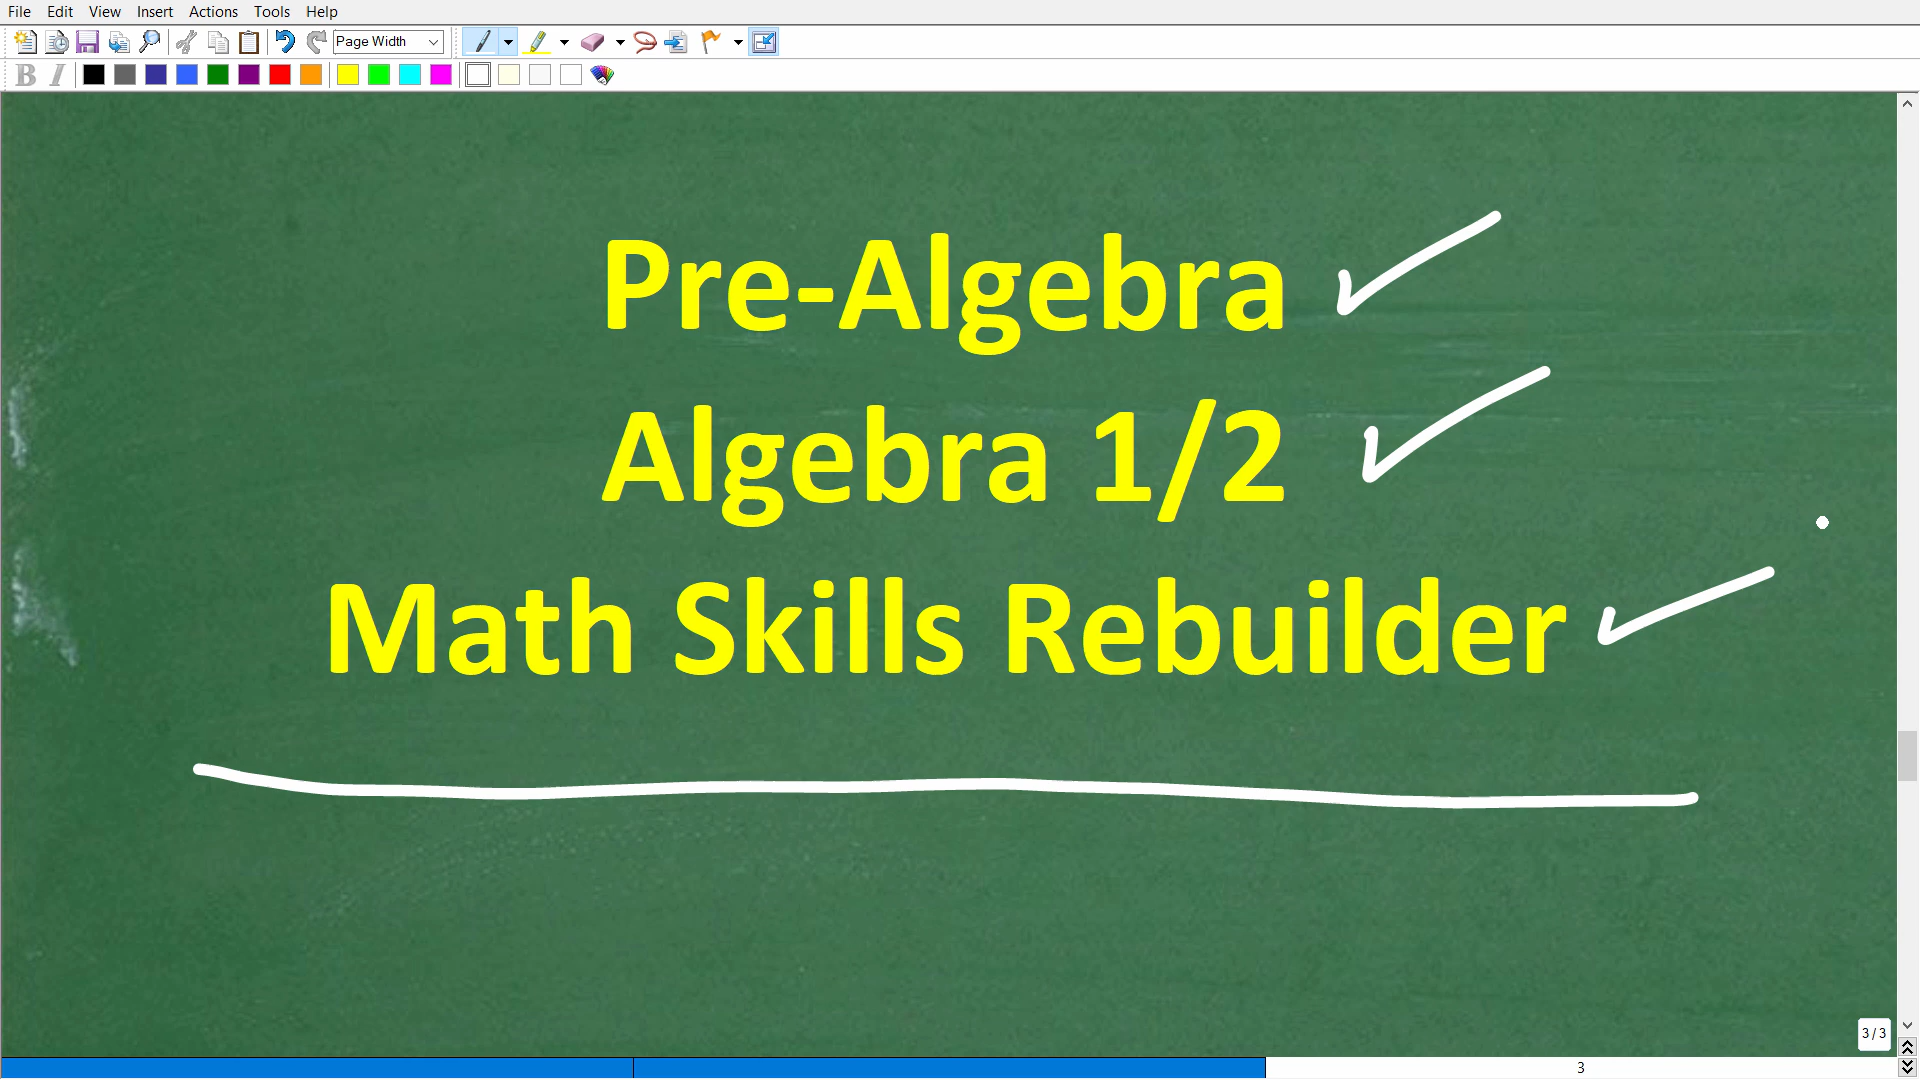 File Edit View Insert Actions Tools Help
Page Width
B I
Pre-Algebra
Algebra 1/2
Math Skills Rebuilder
3 / 3
3